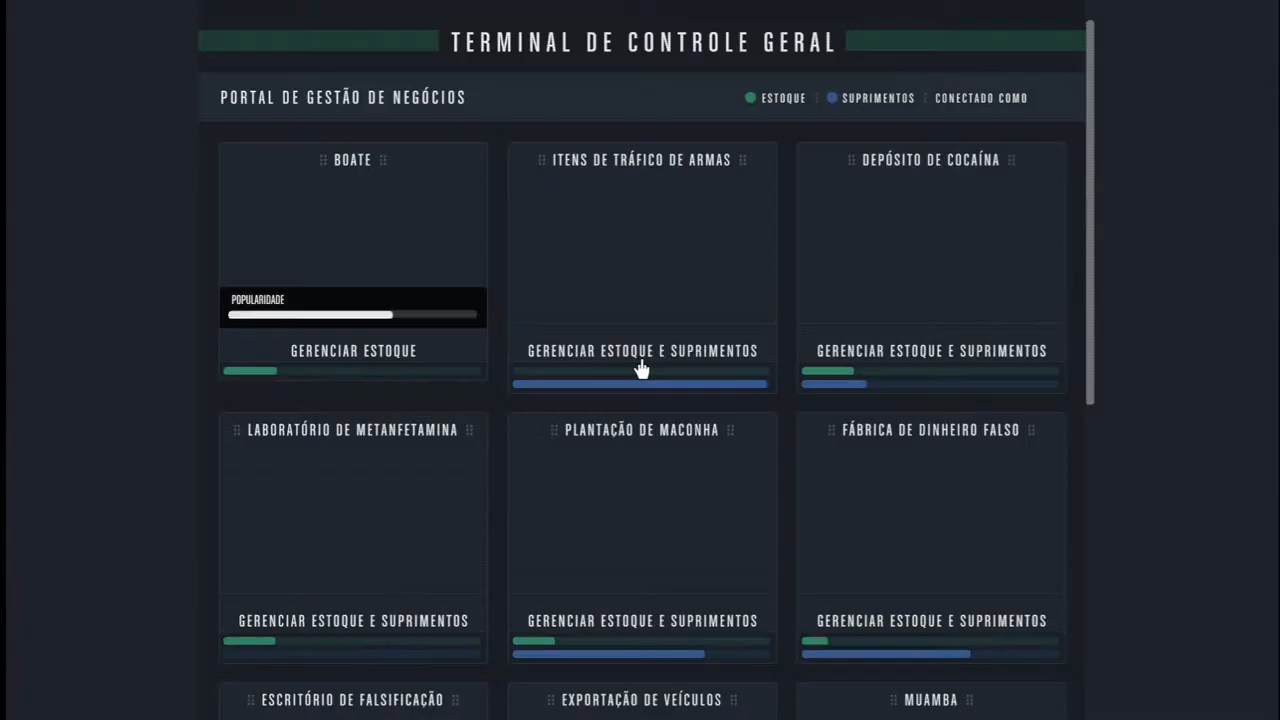 TERMINAL DE CONTROLE GERAL
PORTAL DE GESTÃO DE NEGÓCIOS
ESTOQUE
SUPRIMENTOS
CONECTADO COMO
BOATE
ITENS DE TRÁFICO DE ARMAS
DEPÓSITO DE COCAÍNA
POPULARIDADE
GERENCIAR ESTOQUE
GERENCIAR ESTOQUE E SUPRIMENTOS
GERENCIAR ESTOQUE E SUPRIMENTOS
LABORATÓRIO DE METANFETAMINA
PLANTAÇÃO DE MACONHA
FÁBRICA DE DINHEIRO FALSO
GERENCIAR ESTOQUE E SUPRIMENTOS
GERENCIAR ESTOQUE E SUPRIMENTOS
GERENCIAR ESTOQUE E SUPRIMENTOS
ESCRITÓRIO DE FALSIFICAÇÃO
EXPORTAÇÃO DE VEÍCULOS
MUAMBA